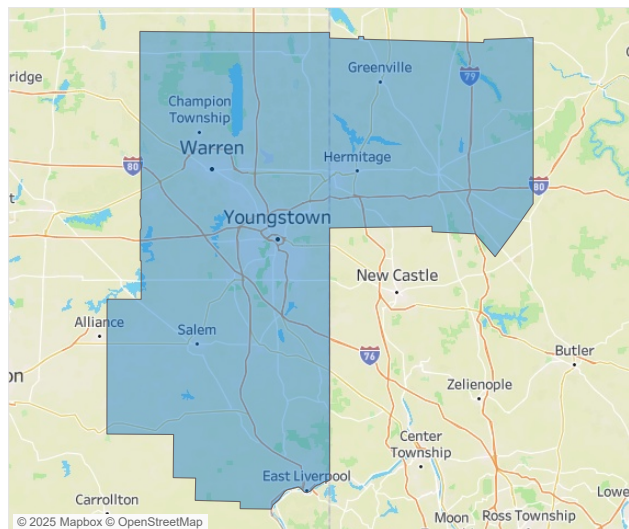 ridge
Greenville
79
Champion
Township
Warren
Hermitage
80
80
Youngstown
New Castle
Alliance
Salem
76
Butler
on
Zelienople
Center
Township
East Liverpool
Carrollton
Lowe
Moon
Ross Township
© 2025 Mapbox © OpenStreetMap